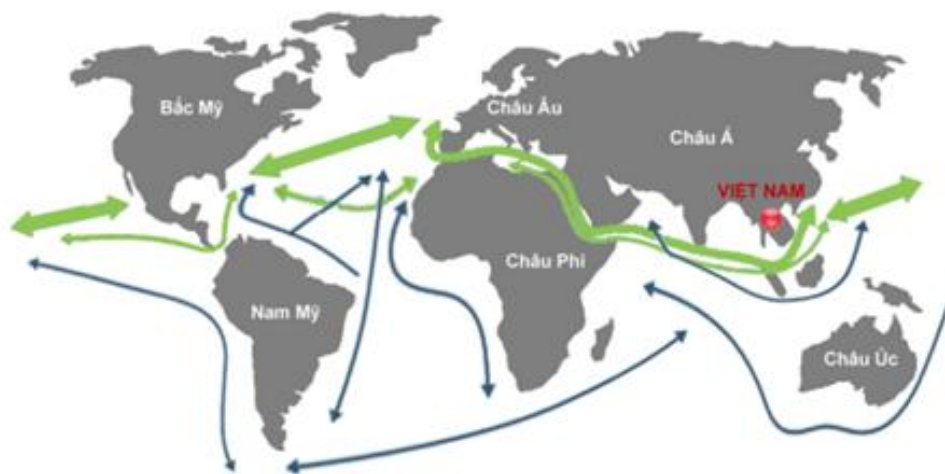 Bắc Mỹ
Châu Âu
Châu Á
VIỆT NAM
Châu Phi
Nam Mỹ
Châu Úc